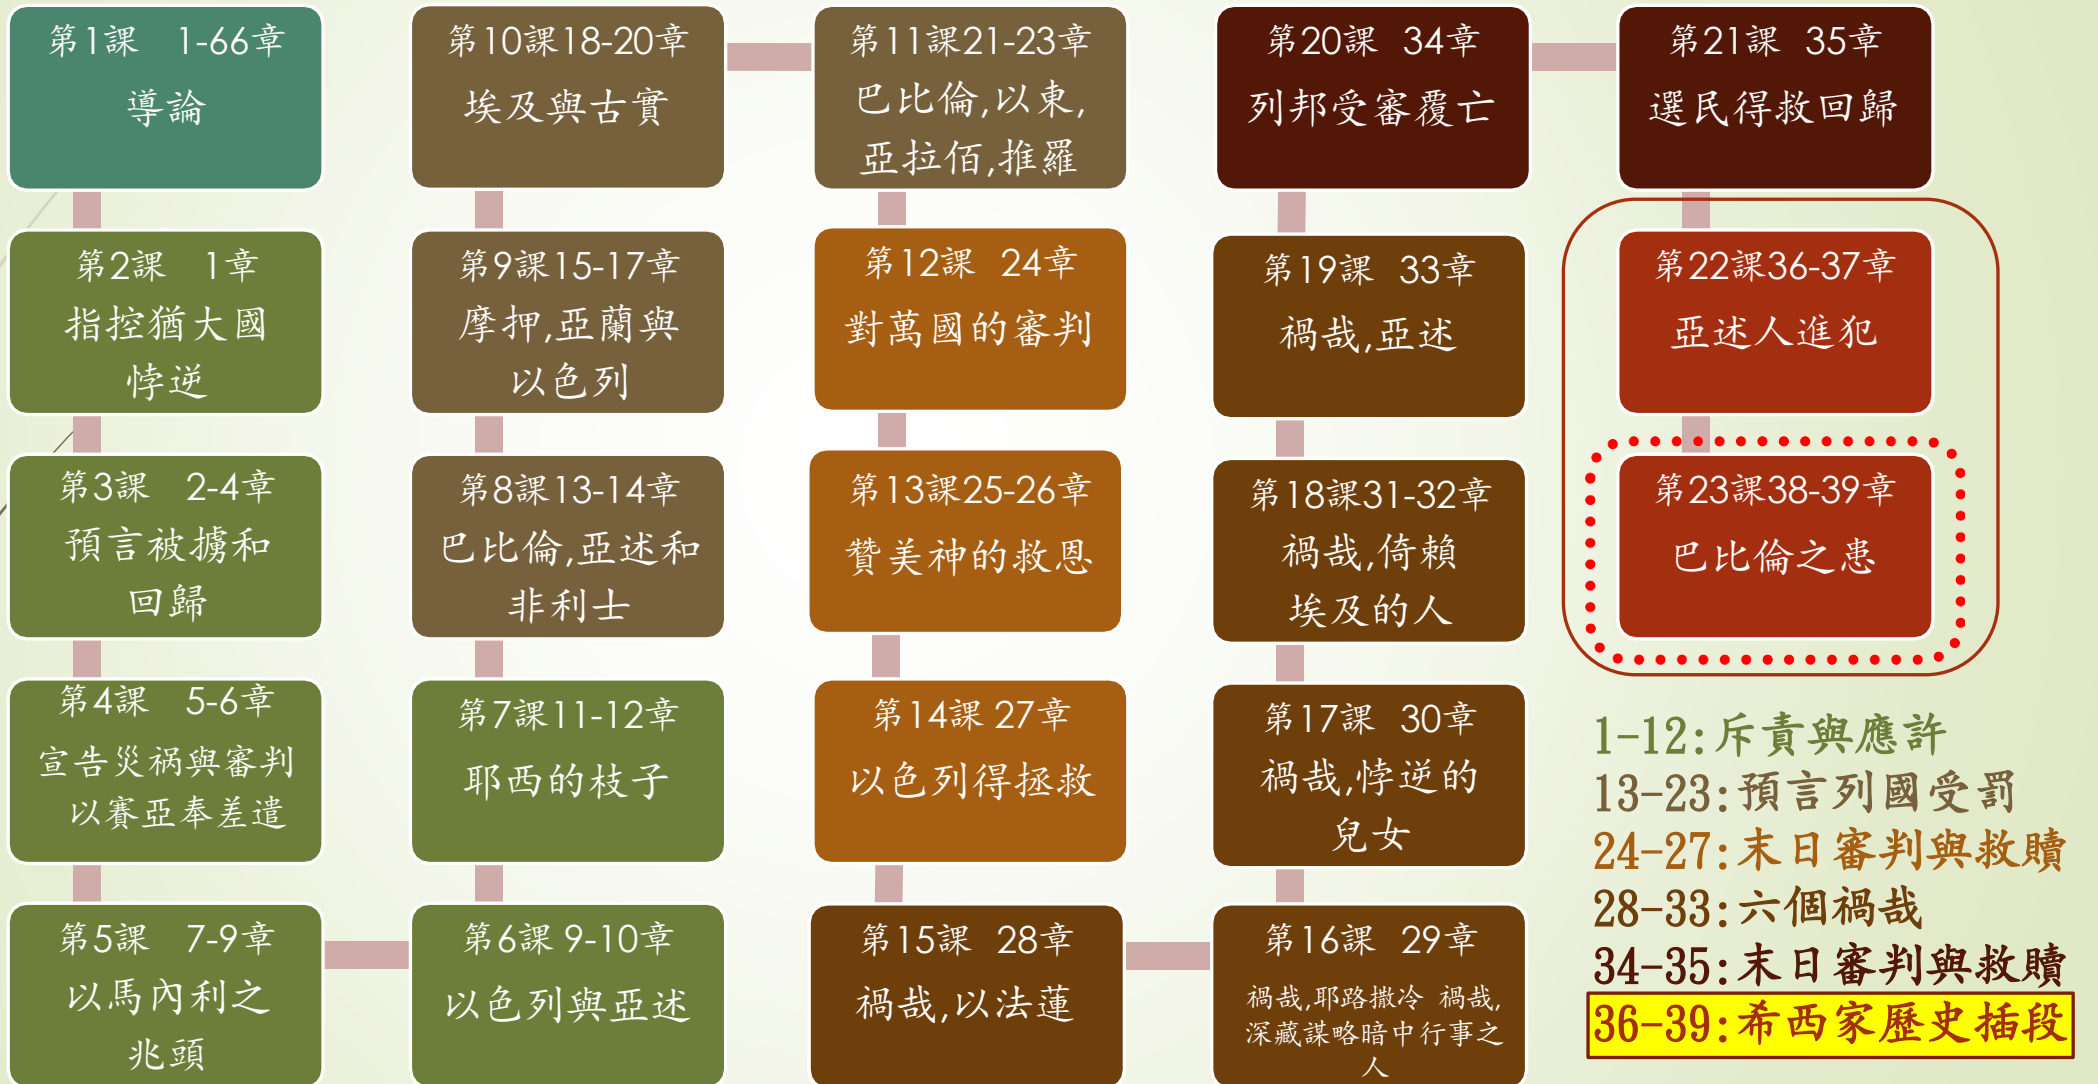 第1課 1-66章
導論
第2課 1章
指控猶大國
悖逆
第3課 2-4章
預言被擄和
回歸
第4課 5-6章
宣告災禍與審判
以賽亞奉差遣
第5課 7-9章
以馬內利之
兆頭
第6課 9-10章
以色列與亞述
第7課11-12章
耶西的枝子
第8課13-14章
巴比倫,亞述和
非利士
第9課15-17章
摩押,亞蘭與
以色列
第10課18-20章
埃及與古實
第11課21-23章
巴比倫,以東,
亞拉佰,推羅
第12課 24章
對萬國的審判
第13課25-26章
贊美神的救恩
第14課 27章
以色列得拯救
第15課 28章
禍哉,以法蓮
第16課 29章
禍哉,耶路撒冷 禍哉,
深藏謀略暗中行事之
人
第17課 30章
禍哉,悖逆的
兒女
第18課31-32章
禍哉,倚賴
埃及的人
第19課 33章
禍哉,亞述
第20課 34章
列邦受審覆亡
第21課 35章
選民得救回歸
第22課36-37章
亞述人進犯
第23課38-39章
巴比倫之患
1-12:斥責與應許
13-23:預言列國受罰
24-27:末日審判與救贖
28-33:六個禍哉
34-35:末日審判與救贖
36-39:希西家歷史插段